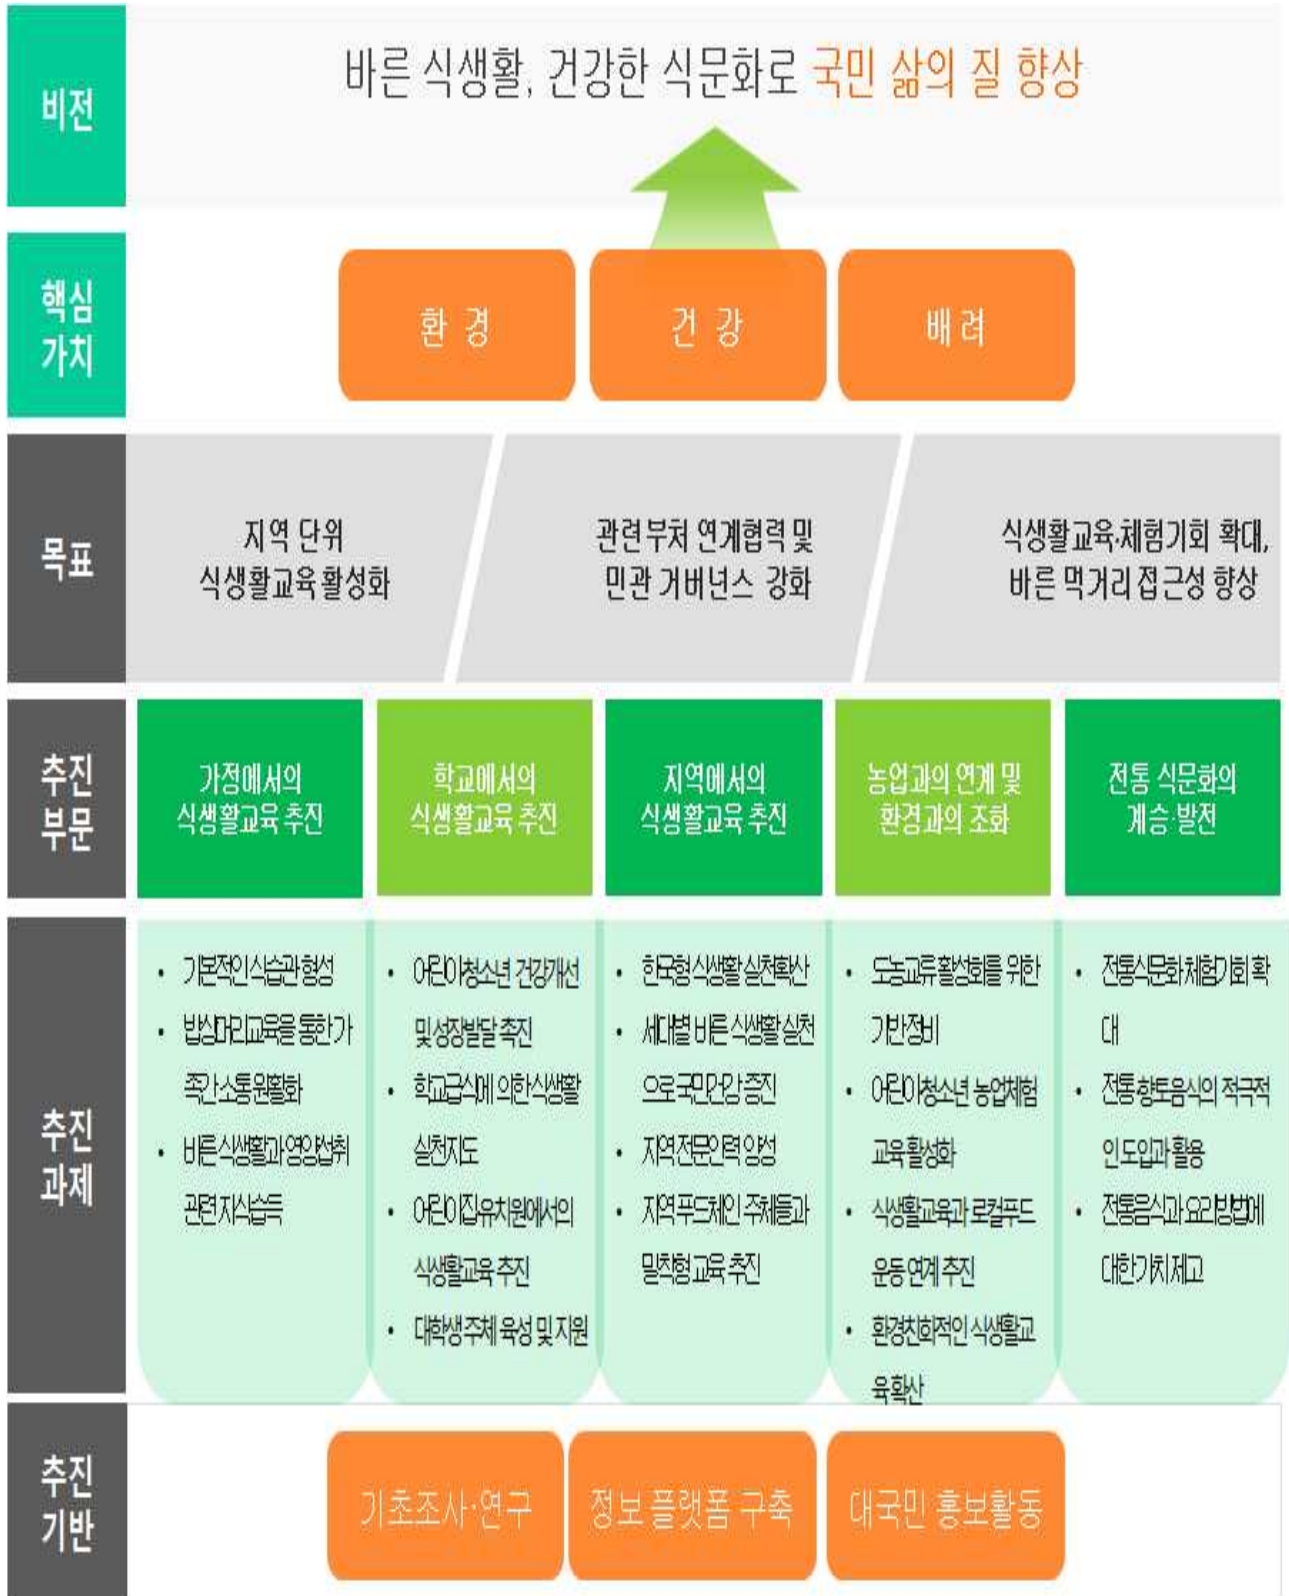 비전
바른 식생활, 건강한 식문화로 국민 삶의 질 향상
핵심
가치
환 경
건 강
배 려
목표
지역 단위
식생활교육 활성화
관련부처 연계협력 및
민관 거버넌스 강화
식생활교육·체험기회 확대,
바른 먹거리 접근성 향상
추진
부문
가정에서의
식생활교육 추진
학교에서의
식생활교육 추진
지역에서의
식생활교육 추진
농업과의 연계 및
환경과의 조화
전통 식문화의
계승·발전
추진
과제
• 기본적인 식습관 형성
• 밥상머리교육을 통한 가
족간 소통 원활화
• 바른 식생활과 영양섭취
관련 지식습득
• 어린이청소년 건강개선
및 성장발달 촉진
• 학교급식에 의한 식생활
실천지도
• 어린이집유치원에서의
식생활교육 추진
• 대학생 주체 육성 및 지원
• 한국형 식생활 실천확산
• 세대별 바른 식생활 실천
으로 국민건강 증진
• 지역 전문인력 양성
• 지역 푸드체인 주체들과
밀착형 교육 추진
• 도농교류 활성화를 위한
기반정비
• 어린이청소년 농업체험
교육 활성화
• 식생활교육과 로컬푸드
운동 연계 추진
• 환경친화적인 식생활교
육 확산
• 전통식문화 체험기회 확
대
• 전통 향토음식의 적극적
인 도입과 활용
• 전통음식과 요리방법에
대한 가치 제고
추진
기반
기초조사·연구
정보 플랫폼 구축
대국민 홍보활동